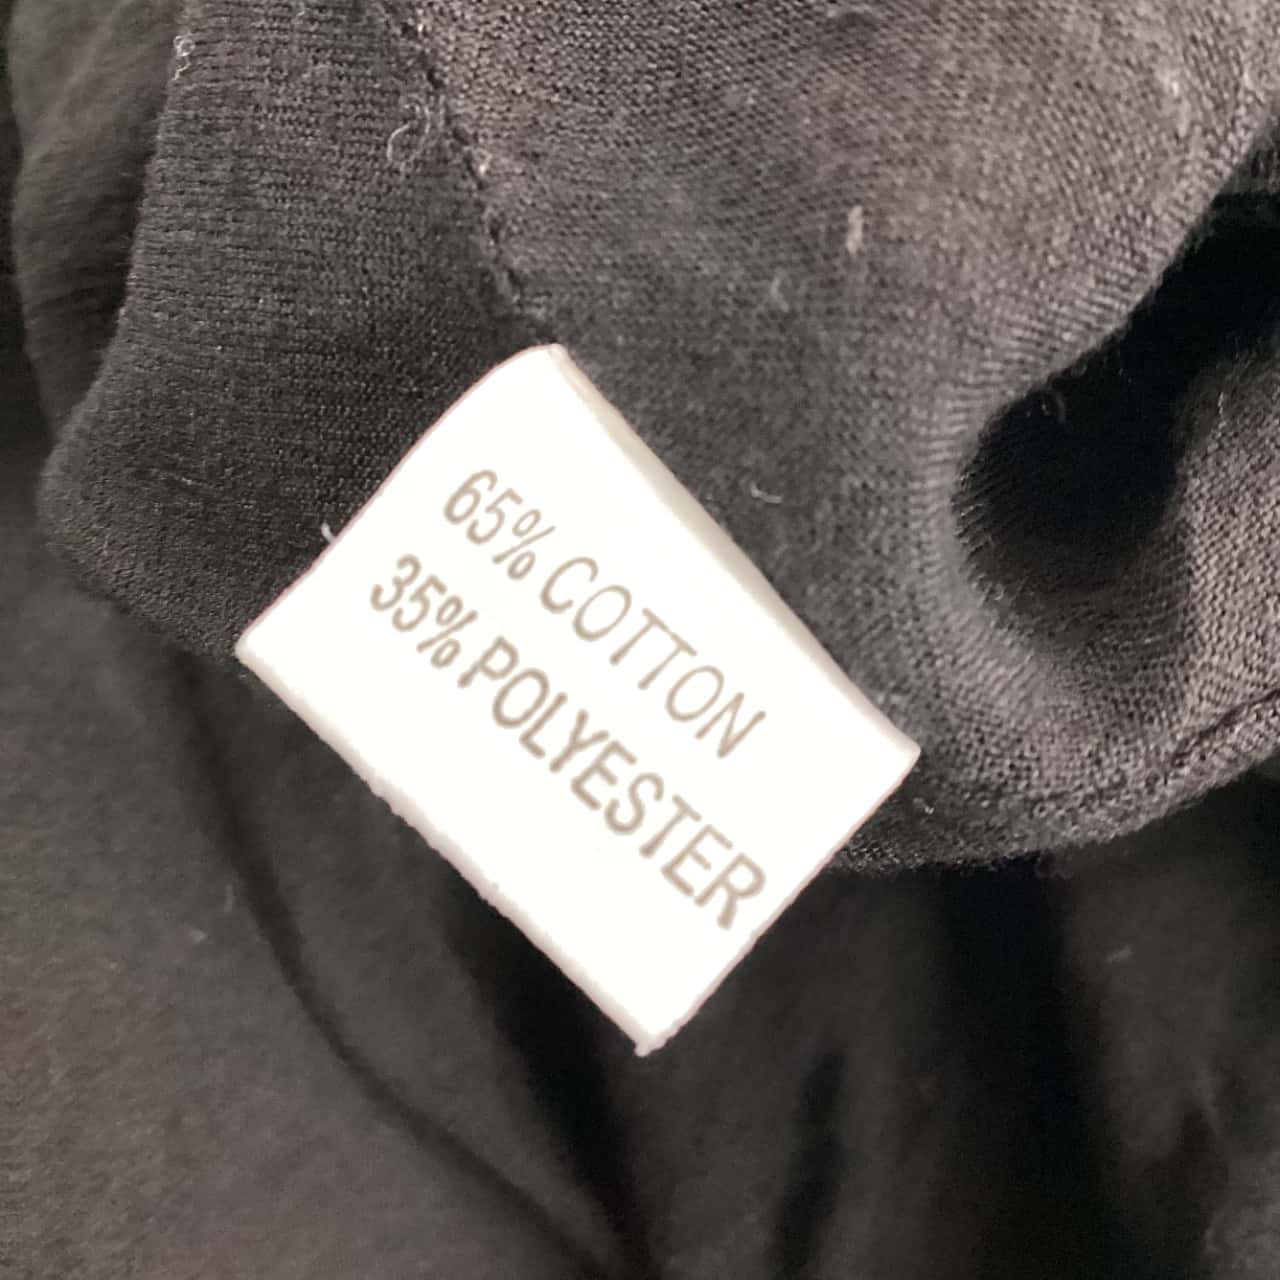 65% COTTON
35% POLYESTER